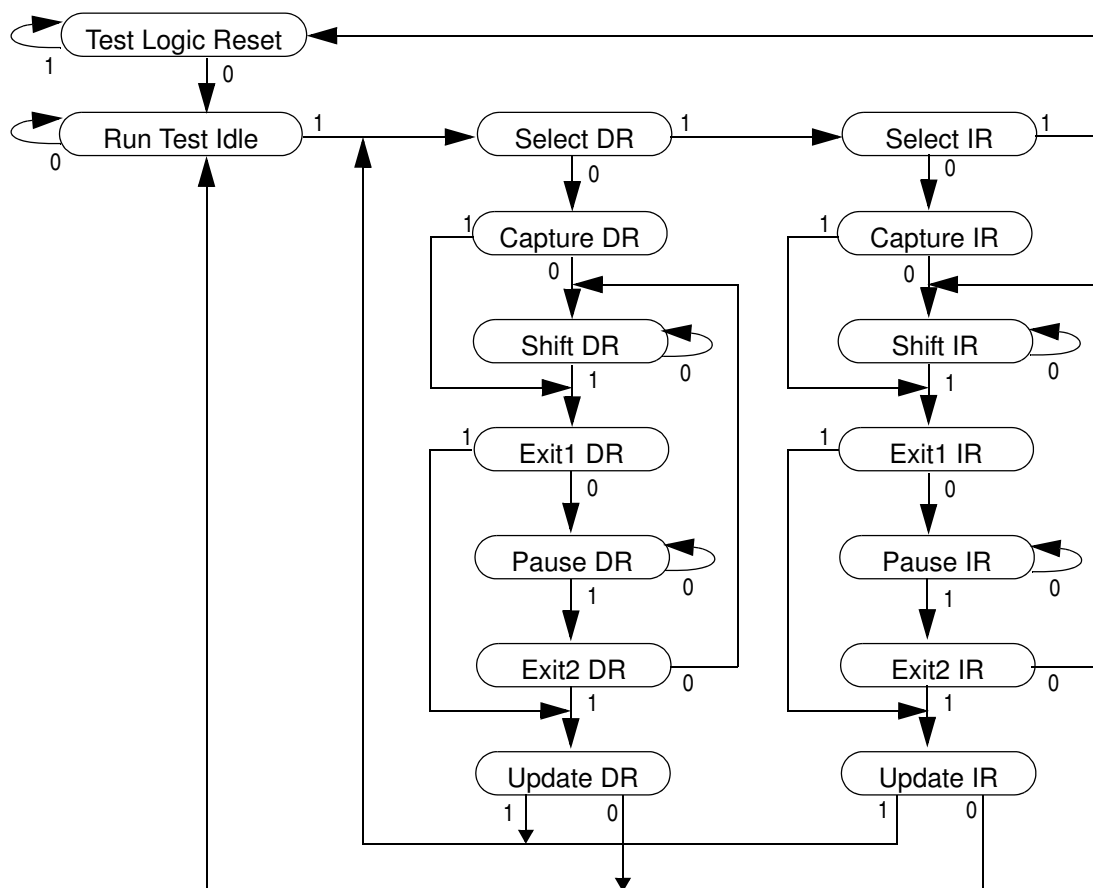 Test Logic Reset
1
0
Run Test Idle
1
0
Select DR
1
0
Select IR
1
0
1
Capture DR
0
1
Capture IR
0
Shift DR
0
1
Shift IR
0
1
1
Exit1 DR
0
1
Exit1 IR
0
Pause DR
0
1
Pause IR
0
1
Exit2 DR
0
1
Exit2 IR
0
1
Update DR
1
0
Update IR
1
0